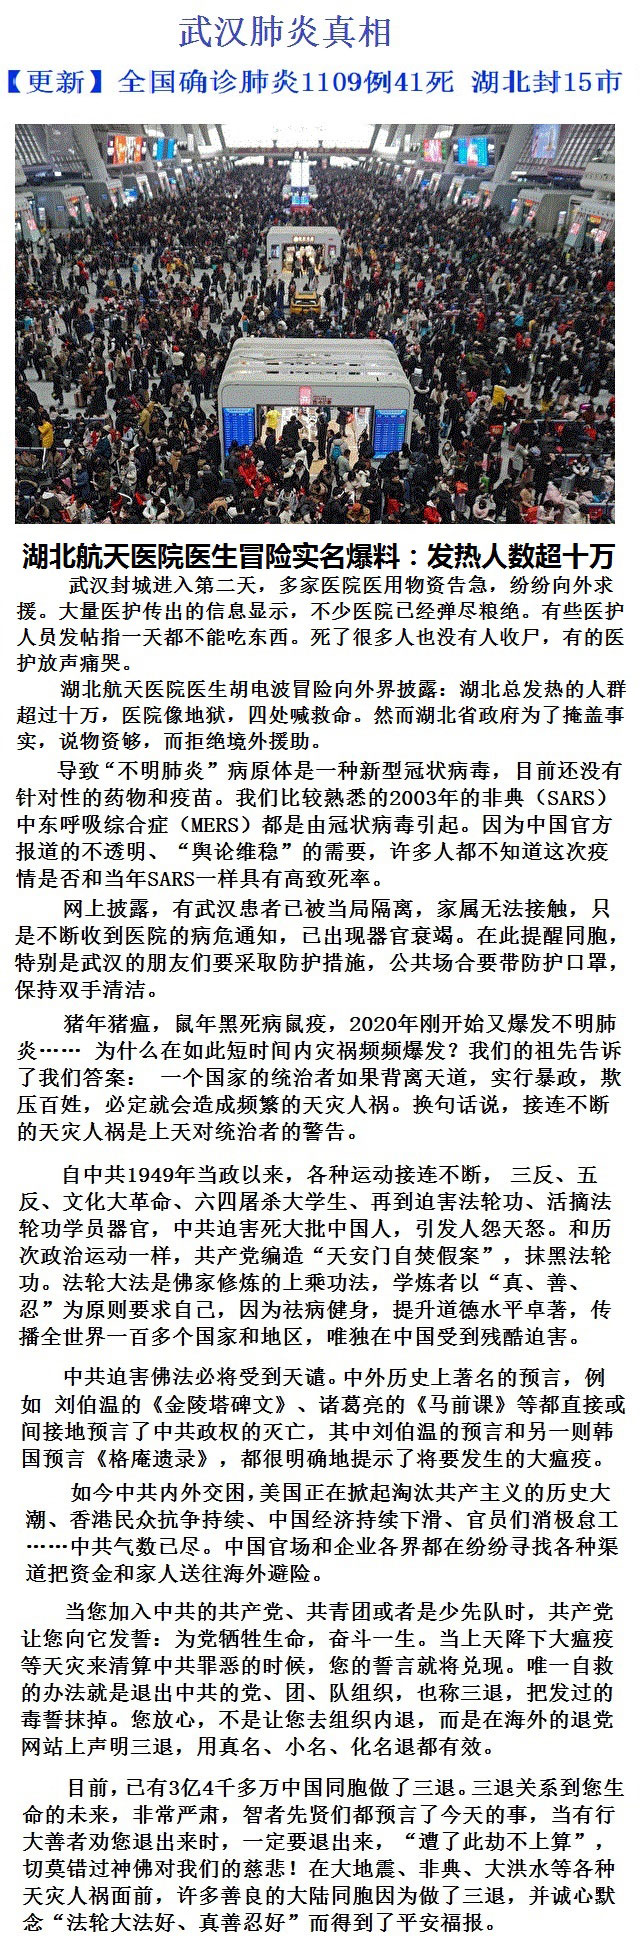 武汉肺炎真相
【更新】全国确诊肺炎1109例41死 湖北封15市
湖北航天医院医生冒险实名爆料：发热人数超十万
武汉封城进入第二天，多家医院医用物资告急，纷纷向外求
援。大量医护传出的信息显示，不少医院已经弹尽粮绝。有些医护
人员发帖指一天都不能吃东西。死了很多人也没有人收尸，有的医
护放声痛哭。
湖北航天医院医生胡电波冒险向外界披露：湖北总发热的人群
超过十万，医院像地狱，四处喊救命。然而湖北省政府为了掩盖事
实，说物资够，而拒绝境外援助。
导致“不明肺炎”病原体是一种新型冠状病毒，目前还没有
针对性的药物和疫苗。我们比较熟悉的2003年的非典（SARS）
中东呼吸综合症（MERS）都是由冠状病毒引起。因为中国官方
报道的不透明、“舆论维稳”的需要，许多人都不知道这次疫
情是否和当年SARS一样具有高致死率。
网上披露，有武汉患者已被当局隔离，家属无法接触，只
是不断收到医院的病危通知，已出现器官衰竭。在此提醒同胞，
特别是武汉的朋友们要采取防护措施，公共场合要带防护口罩，
保持双手清洁。
猪年猪瘟，鼠年黑死病鼠疫，2020年刚开始又爆发不明肺
炎…… 为什么在如此短时间内灾祸频频爆发？我们的祖先告诉
了我们答案： 一个国家的统治者如果背离天道，实行暴政，欺
压百姓，必定就会造成频繁的天灾人祸。换句话说，接连不断
的天灾人祸是上天对统治者的警告。
自中共1949年当政以来，各种运动接连不断， 三反、五
反、文化大革命、六四屠杀大学生、再到迫害法轮功、活摘法
轮功学员器官，中共迫害死大批中国人，引发人怨天怒。和历
次政治运动一样，共产党编造“天安门自焚假案”，抹黑法轮
功。法轮大法是佛家修炼的上乘功法，学炼者以“真、善、
忍”为原则要求自己，因为祛病健身，提升道德水平卓著，传
播全世界一百多个国家和地区，唯独在中国受到残酷迫害。
中共迫害佛法必将受到天谴。中外历史上著名的预言，例
如 刘伯温的《金陵塔碑文》、诸葛亮的《马前课》等都直接或
间接地预言了中共政权的灭亡，其中刘伯温的预言和另一则韩
国预言《格庵遗录》，都很明确地提示了将要发生的大瘟疫。
如今中共内外交困，美国正在掀起淘汰共产主义的历史大
潮、香港民众抗争持续、中国经济持续下滑、官员们消极怠工
……中共气数已尽。中国官场和企业各界都在纷纷寻找各种渠
道把资金和家人送往海外避险。
当您加入中共的共产党、共青团或者是少先队时，共产党
让您向它发誓：为党牺牲生命，奋斗一生。当上天降下大瘟疫
等天灾来清算中共罪恶的时候，您的誓言就将兑现。唯一自救
的办法就是退出中共的党、团、队组织，也称三退，把发过的
毒誓抹掉。您放心，不是让您去组织内退，而是在海外的退党
网站上声明三退，用真名、小名、化名退都有效。
目前，已有3亿4千多万中国同胞做了三退。三退关系到您生
命的未来，非常严肃，智者先贤们都预言了今天的事，当有行
大善者劝您退出来时，一定要退出来，“遭了此劫不上算”，
切莫错过神佛对我们的慈悲！在大地震、非典、大洪水等各种
天灾人祸面前，许多善良的大陆同胞因为做了三退，并诚心默
念“法轮大法好、真善忍好”而得到了平安福报。